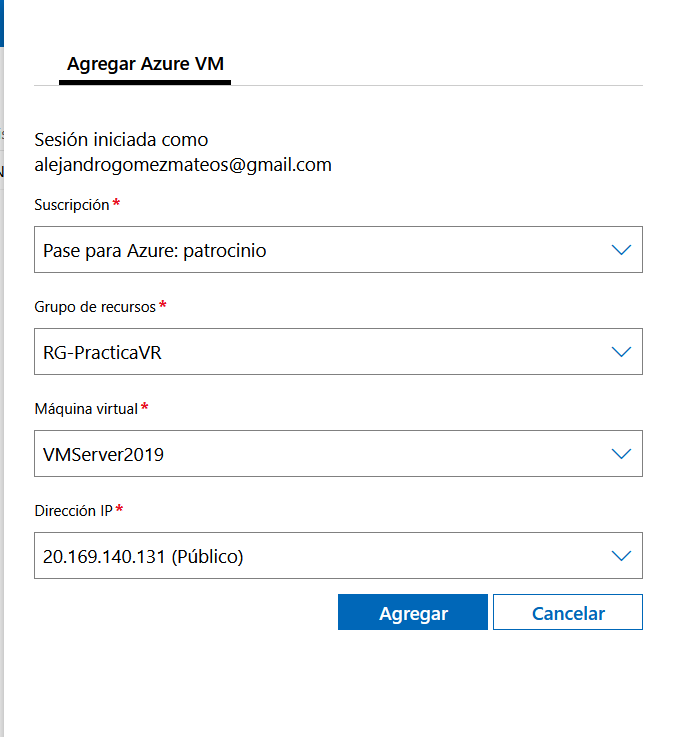 Agregar Azure VM
Sesión iniciada como
alejandrogomezmateos@gmail.com
Suscripción *
Pase para Azure: patrocinio
Grupo de recursos *
RG-PracticaVR
Máquina virtual *
VMServer2019
Dirección IP *
20.169.140.131 (Público)
Agregar Cancelar